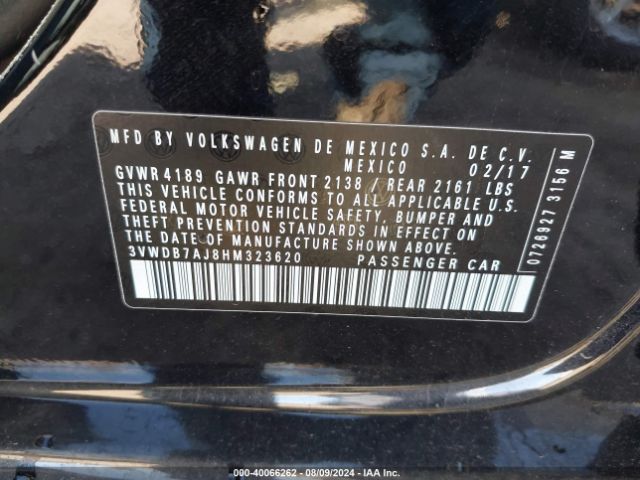 MFD BY VOLKSWAGEN DE MEXICO S.A. DE C.V.
MEXICO 02/17
GVWR 4189 GAWR FRONT 2138 / REAR 2161 LBS
THIS VEHICLE CONFORMS TO ALL APPLICABLE U.S.
FEDERAL MOTOR VEHICLE SAFETY, BUMPER AND
THEFT PREVENTION STANDARDS IN EFFECT ON
THE DATE OF MANUFACTURE SHOWN ABOVE.
3VWDB7AJ8HM323620 PASSENGER CAR
0726927 3156 M
000-40066262 - 08/09/2024 - IAA Inc.